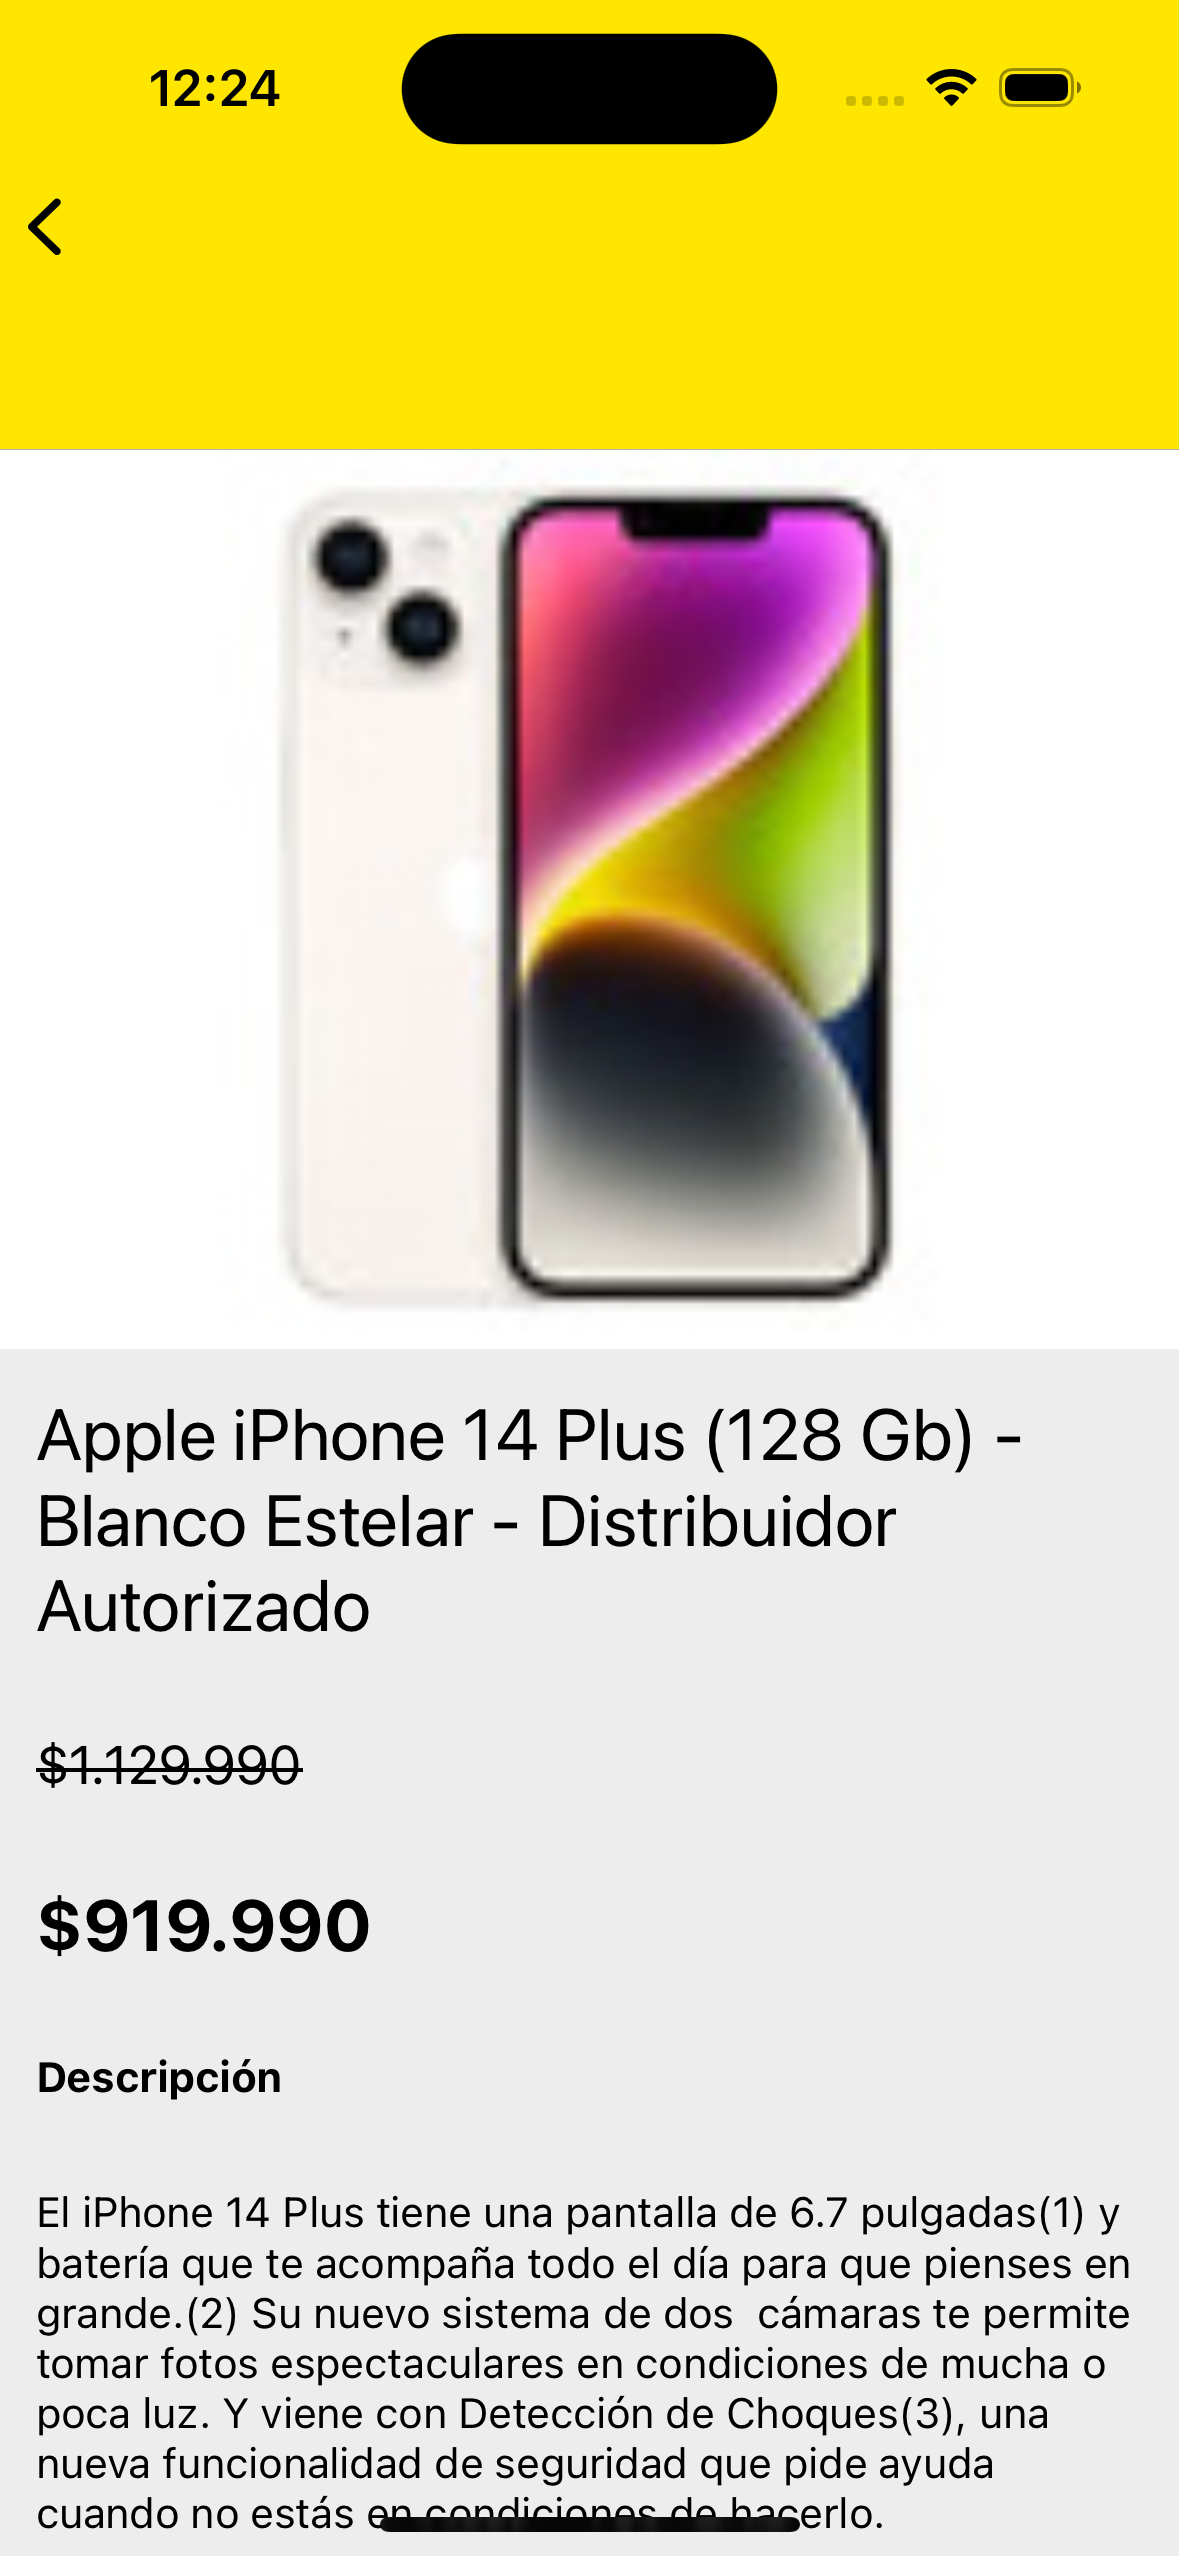 12:24
Apple iPhone 14 Plus (128 Gb) -
Blanco Estelar - Distribuidor
Autorizado
$1.129.990
$919.990
Descripción
El iPhone 14 Plus tiene una pantalla de 6.7 pulgadas(1) y
batería que te acompaña todo el día para que pienses en
grande.(2) Su nuevo sistema de dos  cámaras te permite
tomar fotos espectaculares en condiciones de mucha o
poca luz. Y viene con Detección de Choques(3), una
nueva funcionalidad de seguridad que pide ayuda
cuando no estás en condiciones de hacerlo.